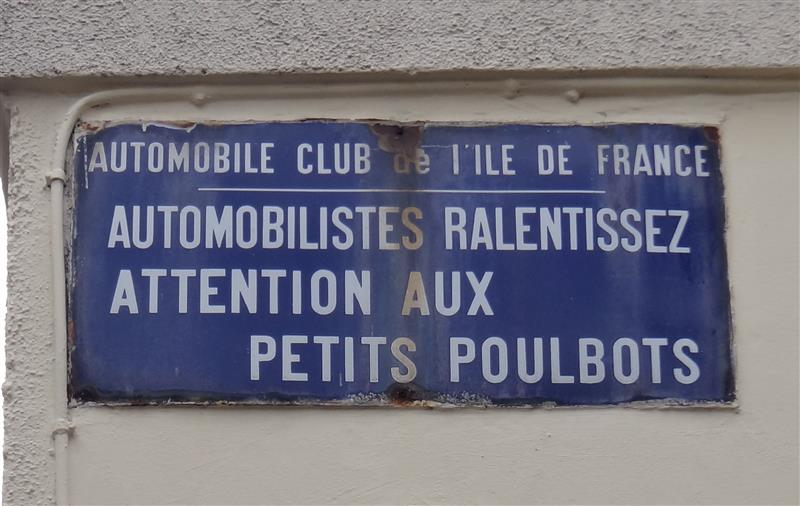 AUTOMOBILE CLUB de L'ILE DE FRANCE
AUTOMOBILISTES RALENTISSEZ
ATTENTION AUX
PETITS POULBOTS